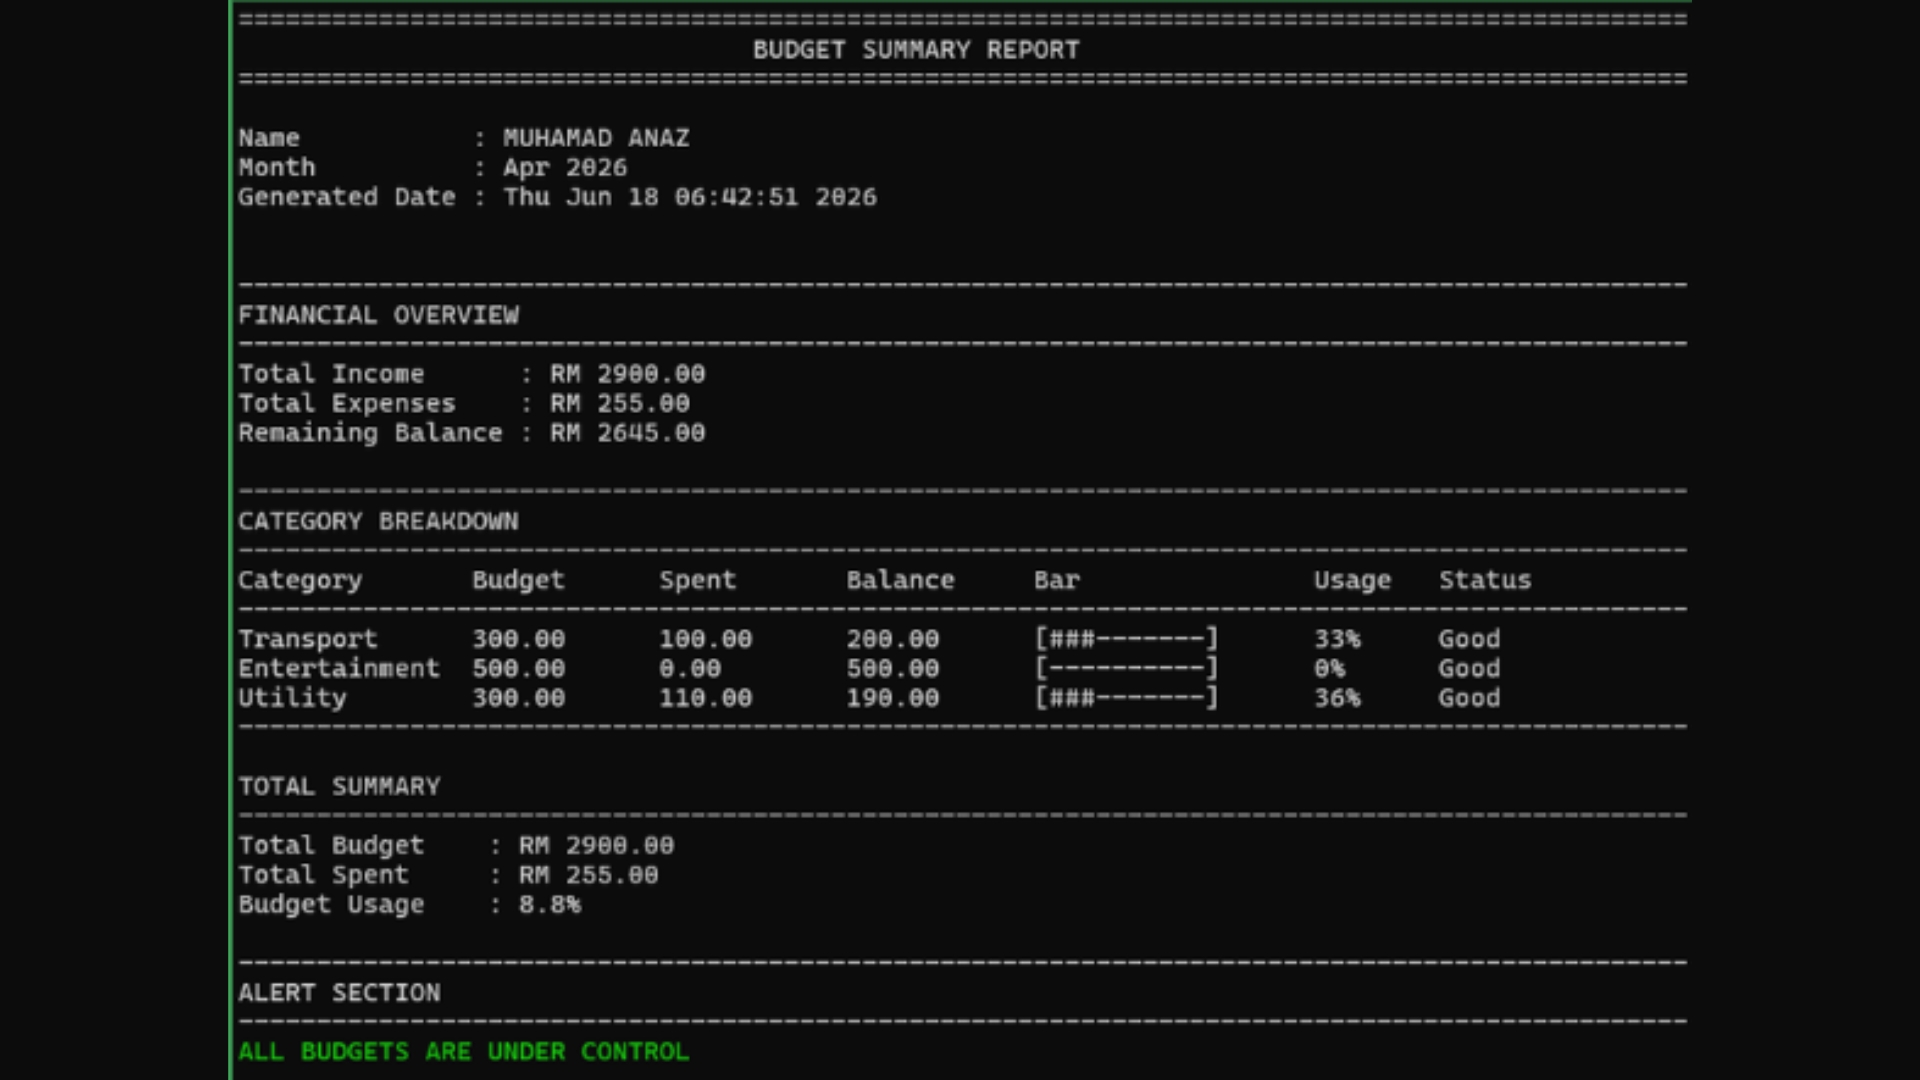 =============================================================================================
BUDGET SUMMARY REPORT
=============================================================================================
Name : MUHAMAD ANAZ
Month : Apr 2026
Generated Date : Thu Jun 18 06:42:51 2026
---------------------------------------------------------------------------------------------
FINANCIAL OVERVIEW
---------------------------------------------------------------------------------------------
Total Income : RM 2900.00
Total Expenses : RM 255.00
Remaining Balance : RM 2645.00
---------------------------------------------------------------------------------------------
CATEGORY BREAKDOWN
---------------------------------------------------------------------------------------------
Category Budget Spent Balance Bar Usage Status
---------------------------------------------------------------------------------------------
Transport 300.00 100.00 200.00 [###-------] 33% Good
Entertainment 500.00 0.00 500.00 [----------] 0% Good
Utility 300.00 110.00 190.00 [###-------] 36% Good
---------------------------------------------------------------------------------------------
TOTAL SUMMARY
---------------------------------------------------------------------------------------------
Total Budget : RM 2900.00
Total Spent : RM 255.00
Budget Usage : 8.8%
---------------------------------------------------------------------------------------------
ALERT SECTION
---------------------------------------------------------------------------------------------
ALL BUDGETS ARE UNDER CONTROL